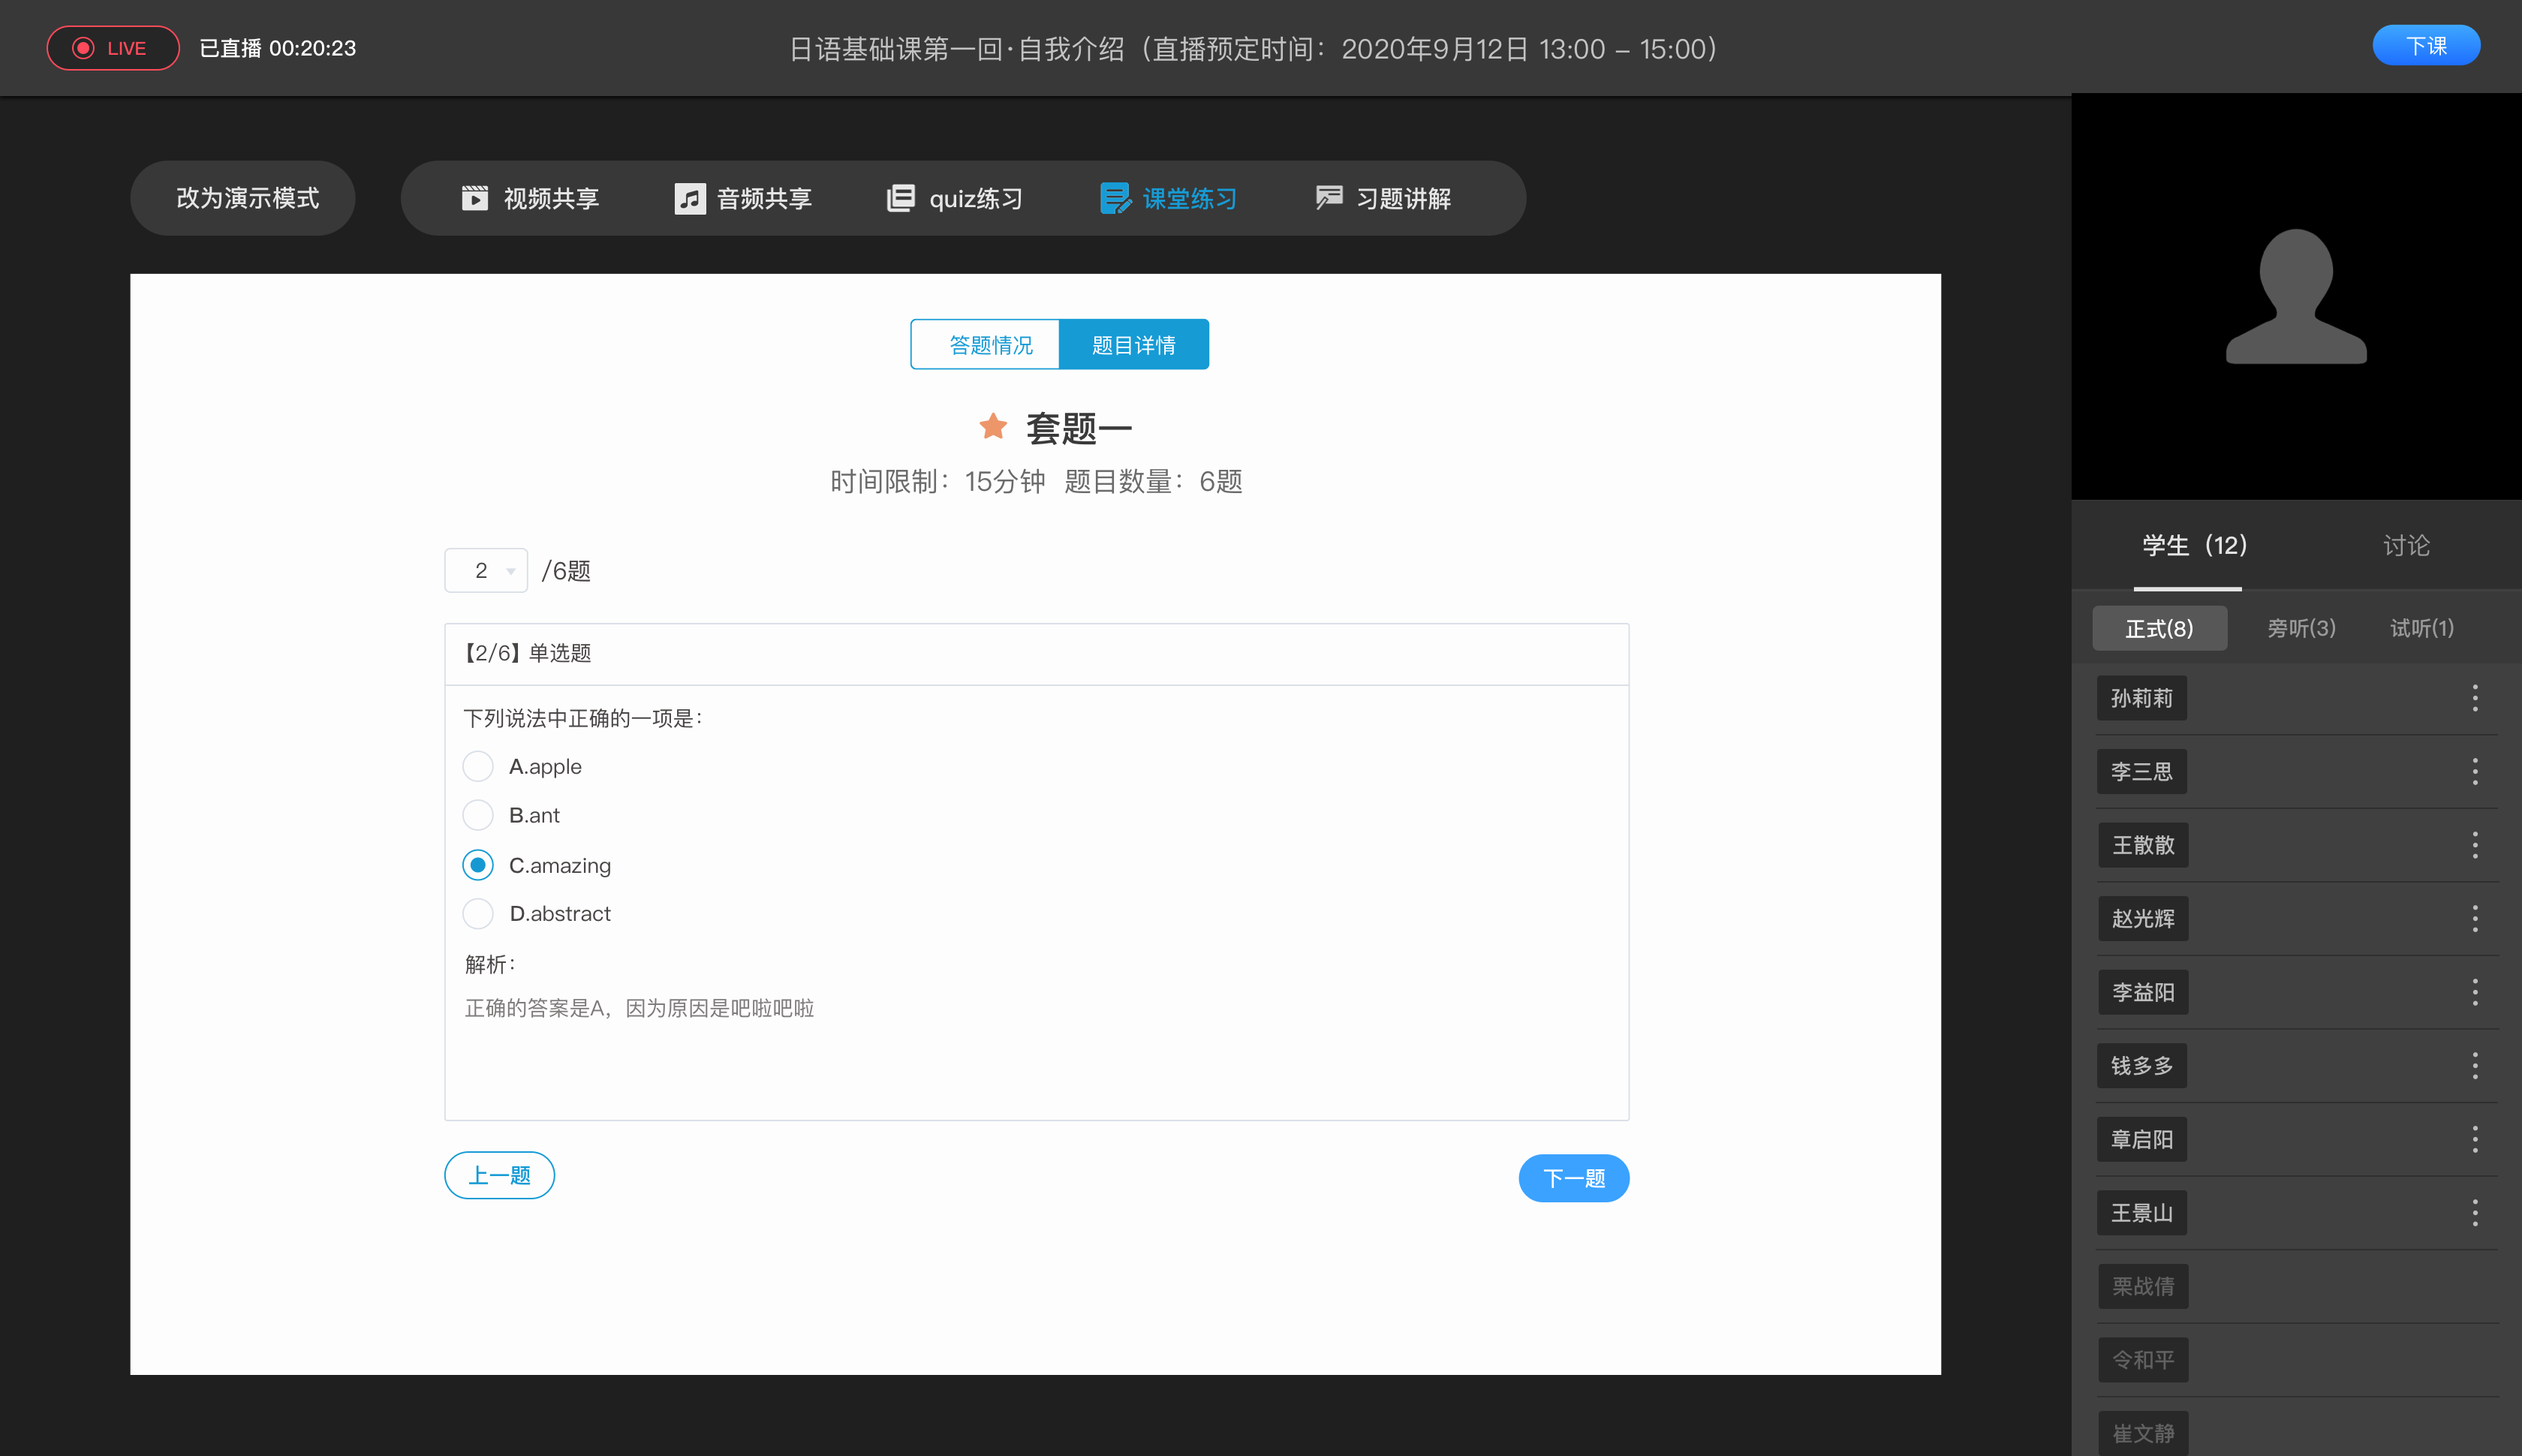 LIVE
已直播 00:20:23
日语基础课第一回·自我介绍（直播预定时间：2020年9月12日 13:00 – 15:00）
下课
改为演示模式
视频共享
音频共享
quiz练习
课堂练习
习题讲解
答题情况
题目详情
套题一
时间限制：15分钟 题目数量：6题
2 /6题
【2/6】单选题
下列说法中正确的一项是：
A.apple
B.ant
C.amazing
D.abstract
解析：
正确的答案是A，因为原因是吧啦吧啦
上一题
下一题
学生（12）
讨论
正式(8)
旁听(3)
试听(1)
孙莉莉
李三思
王散散
赵光辉
李益阳
钱多多
章启阳
王景山
栗战倩
令和平
崔文静